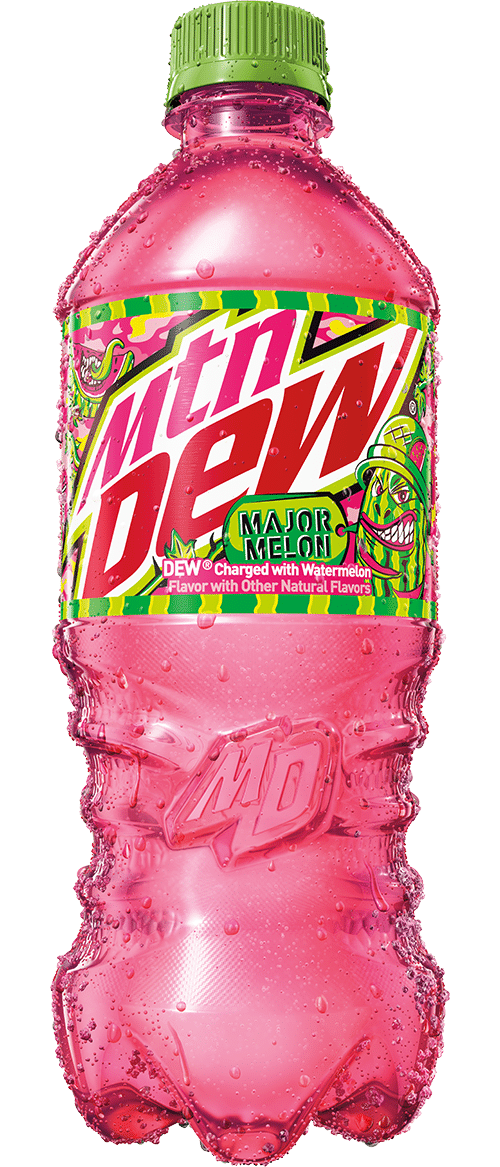 Mtn
Dew®
MAJOR
MELON
DEW® Charged with Watermelon
Flavor with Other Natural Flavors
MD